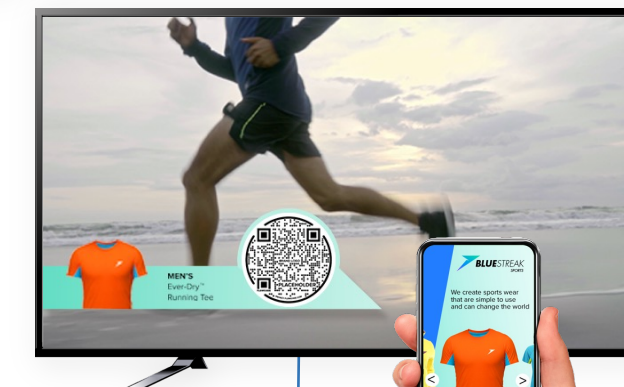 MEN'S
Ever-Dry™
Running Tee
PLACEHOLDER
BLUESTREAK
SPORTS
We create sports wear
that are simple to use
and can change the world
<
>